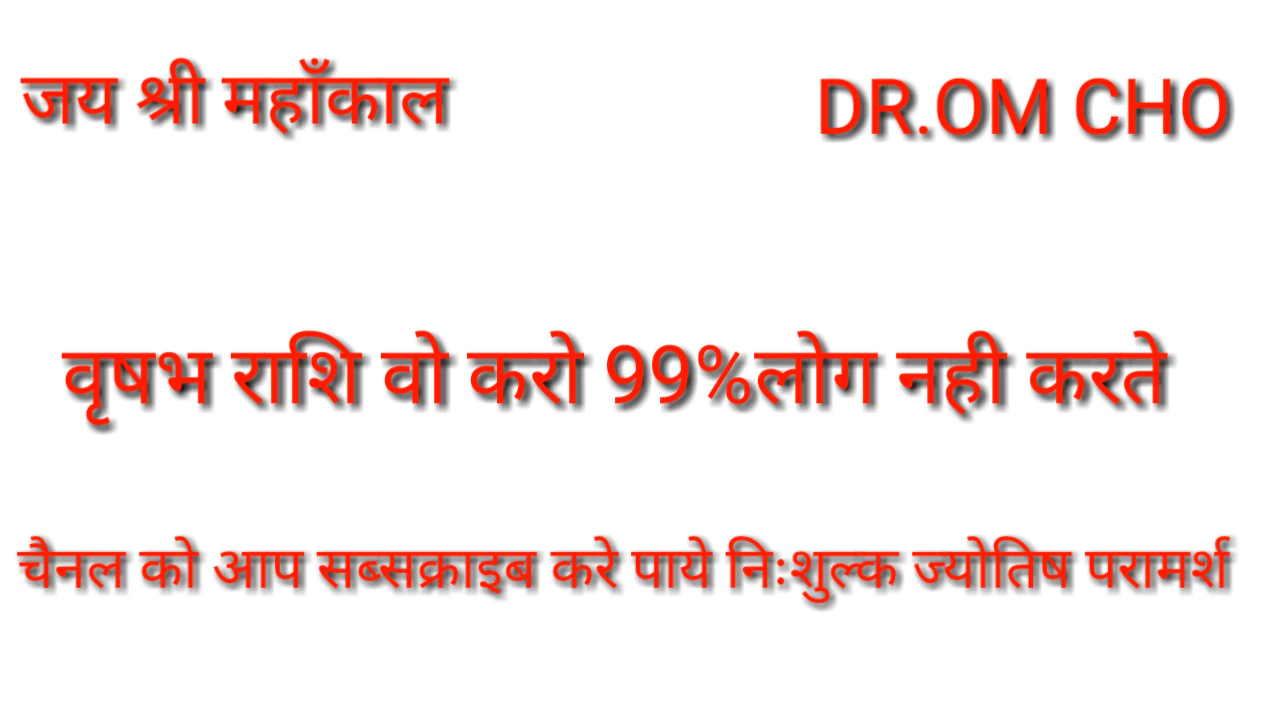 जय श्री महाँकाल
DR.OM CHO
वृषभ राशि वो करो 99%लोग नही करते
चैनल को आप सब्सक्राइब करे पाये निःशुल्क ज्योतिष परामर्श